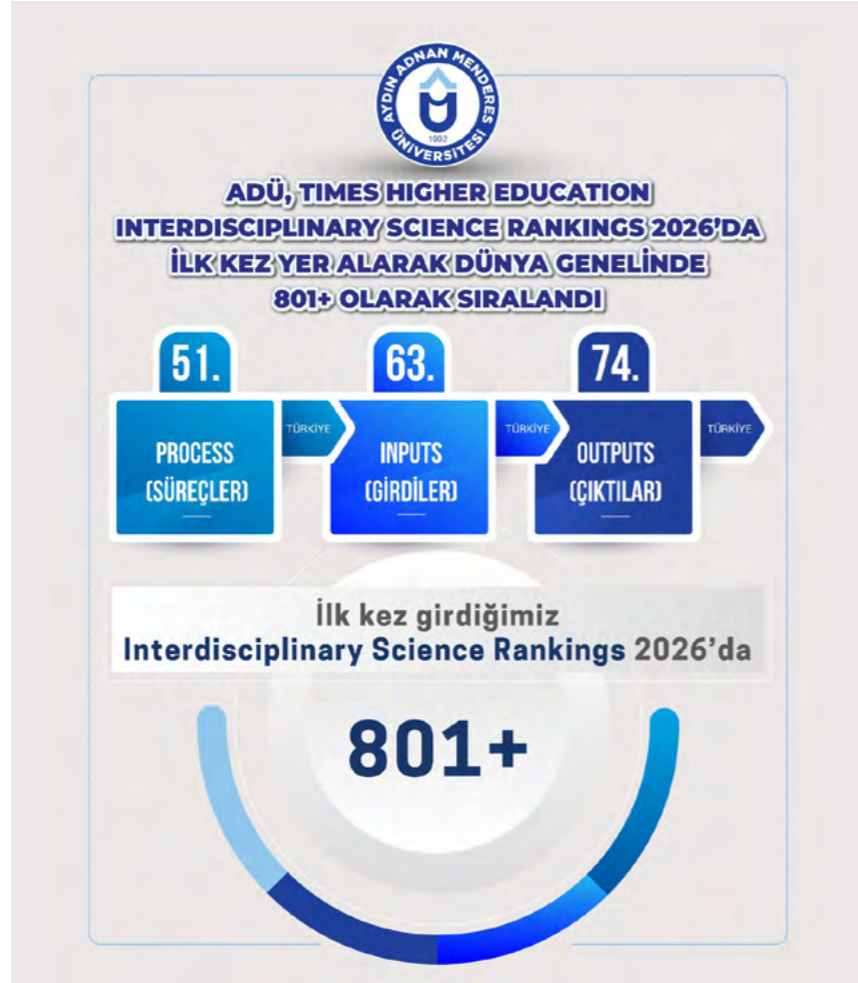 AYDIN ADNAN MENDERES
ÜNİVERSİTESİ
1992
ADÜ, TIMES HIGHER EDUCATION
INTERDISCIPLINARY SCIENCE RANKINGS 2026'DA
İLK KEZ YER ALARAK DÜNYA GENELİNDE
801+ OLARAK SIRALANDI
51.
63.
74.
PROCESS
(SÜREÇLER)
TÜRKİYE
INPUTS
(GİRDİLER)
TÜRKİYE
OUTPUTS
(ÇIKTILAR)
TÜRKİYE
İlk kez girdiğimiz
Interdisciplinary Science Rankings 2026'da
801+